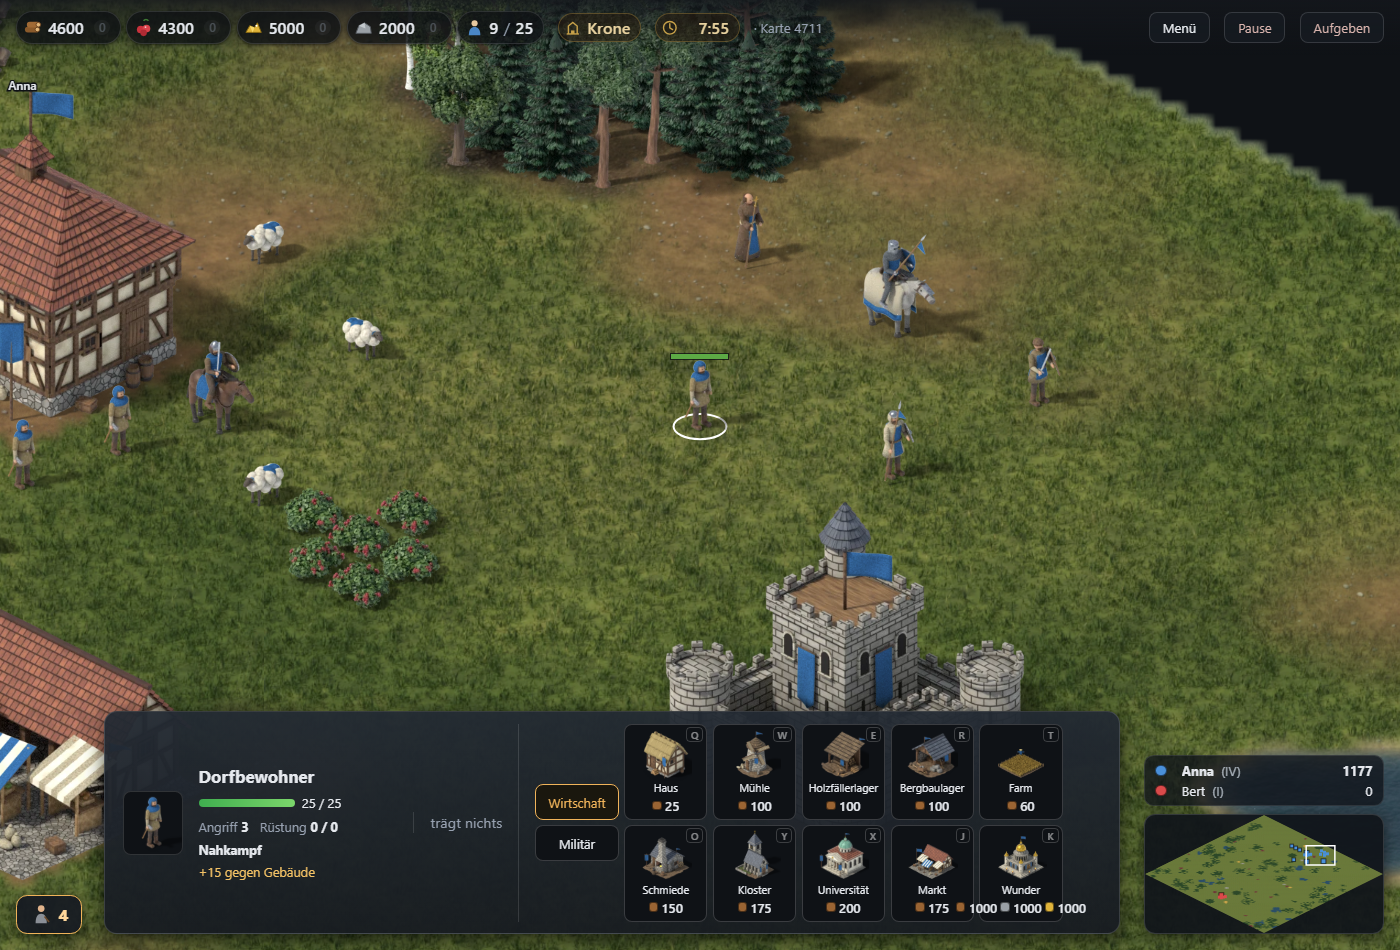 4600 0 4300 0 5000 0 2000 0 9 / 25 Krone 7:55 · Karte 4711 Menü Pause Aufgeben
Anna
Dorfbewohner
25 / 25
Angriff 3 Rüstung 0 / 0
Nahkampf
+15 gegen Gebäude
trägt nichts
Wirtschaft
Militär
Q W E R T
Haus Mühle Holzfällerlager Bergbaulager Farm
25 100 100 100 60
O Y X J K
Schmiede Kloster Universität Markt Wunder
150 175 200 175 1000 1000 1000
Anna (IV) 1177
Bert (I) 0
4